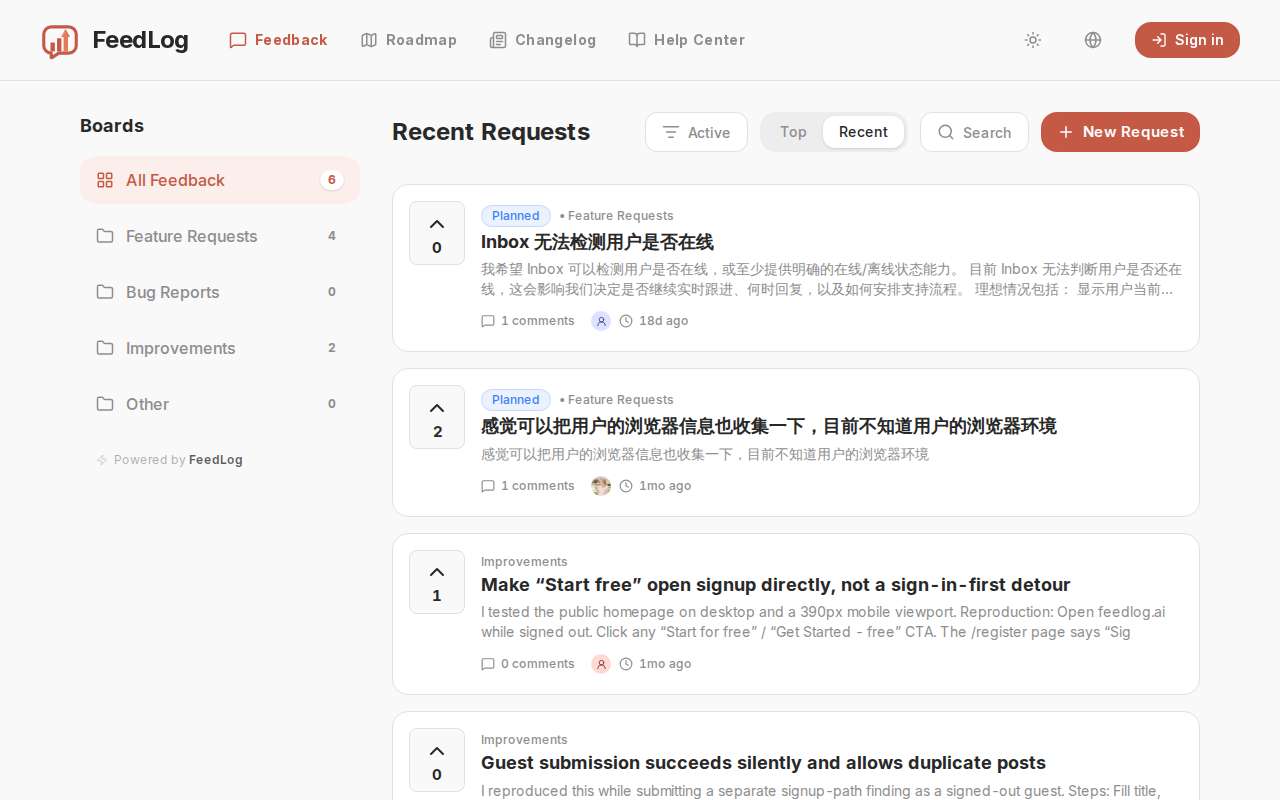 FeedLog
Feedback
Roadmap
Changelog
Help Center
Sign in
Boards
All Feedback 6
Feature Requests 4
Bug Reports 0
Improvements 2
Other 0
Powered by FeedLog
Recent Requests
Active
Top
Recent
Search
New Request
0
Planned • Feature Requests
Inbox 无法检测用户是否在线
我希望 Inbox 可以检测用户是否在线，或至少提供明确的在线/离线状态能力。 目前 Inbox 无法判断用户是否还在
线，这会影响我们决定是否继续实时跟进、何时回复，以及如何安排支持流程。 理想情况包括： 显示用户当前...
1 comments 18d ago
2
Planned • Feature Requests
感觉可以把用户的浏览器信息也收集一下，目前不知道用户的浏览器环境
感觉可以把用户的浏览器信息也收集一下，目前不知道用户的浏览器环境
1 comments 1mo ago
1
Improvements
Make “Start free” open signup directly, not a sign-in-first detour
I tested the public homepage on desktop and a 390px mobile viewport. Reproduction: Open feedlog.ai
while signed out. Click any “Start for free” / “Get Started - free” CTA. The /register page says “Sig
0 comments 1mo ago
0
Improvements
Guest submission succeeds silently and allows duplicate posts
I reproduced this while submitting a separate signup-path finding as a signed-out guest. Steps: Fill title,